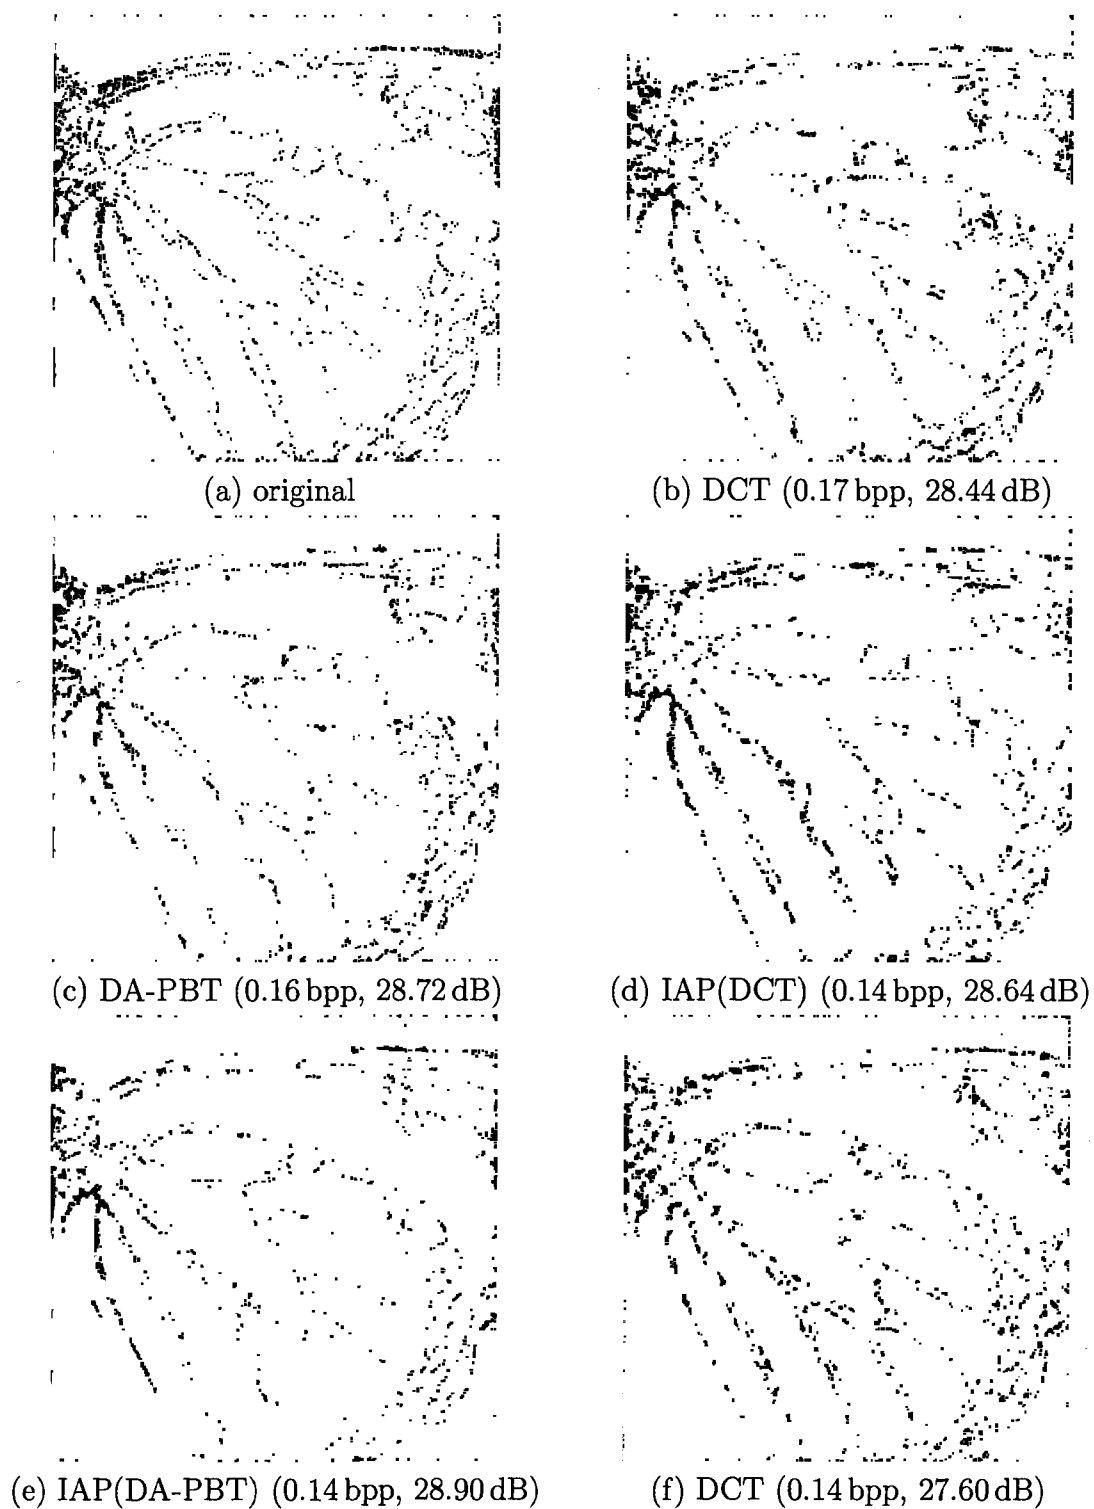 (a) original
(b) DCT (0.17 bpp, 28.44 dB)
(c) DA-PBT (0.16 bpp, 28.72 dB)
(d) IAP(DCT) (0.14 bpp, 28.64 dB)
(e) IAP(DA-PBT) (0.14 bpp, 28.90 dB)
(f) DCT (0.14 bpp, 27.60 dB)